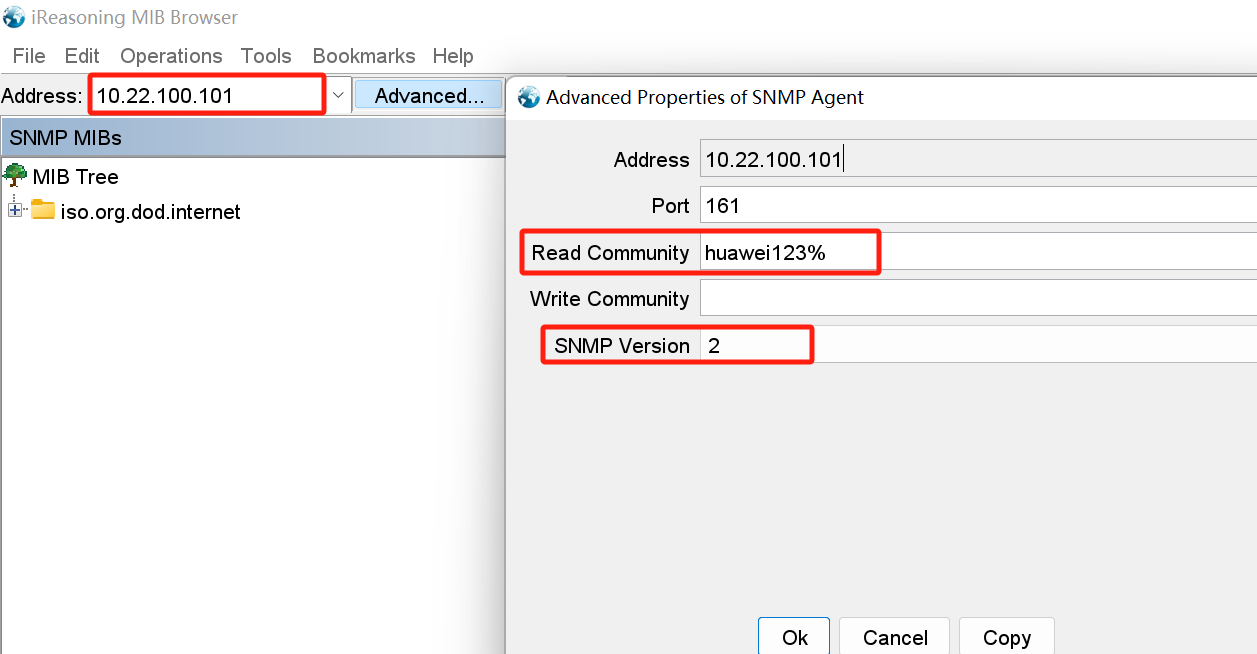 iReasoning MIB Browser
File Edit Operations Tools Bookmarks Help
Address: 10.22.100.101 Advanced...
SNMP MIBs
MIB Tree
iso.org.dod.internet
Advanced Properties of SNMP Agent
Address 10.22.100.101
Port 161
Read Community huawei123%
Write Community
SNMP Version 2
Ok Cancel Copy